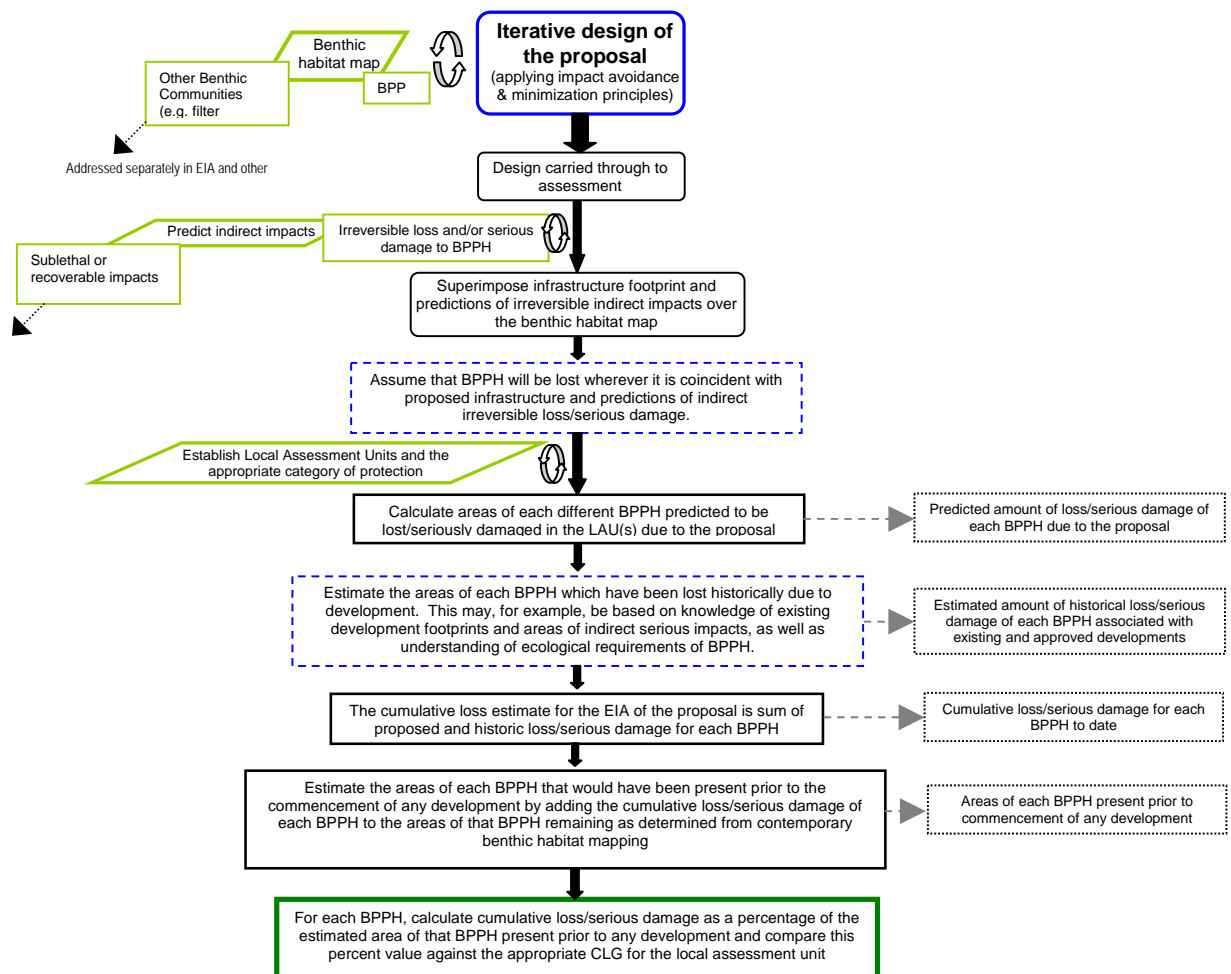 Iterative design of
the proposal
(applying impact avoidance
& minimization principles)
Benthic
habitat map
BPP
Other Benthic
Communities
(e.g. filter
Addressed separately in EIA and other
Design carried through to
assessment
Predict indirect impacts
Irreversible loss and/or serious
damage to BPPH
Sublethal or
recoverable impacts
Superimpose infrastructure footprint and
predictions of irreversible indirect impacts over
the benthic habitat map
Assume that BPPH will be lost wherever it is coincident with
proposed infrastructure and predictions of indirect
irreversible loss/serious damage.
Establish Local Assessment Units and the
appropriate category of protection
Calculate areas of each different BPPH predicted to be
lost/seriously damaged in the LAU(s) due to the proposal
Predicted amount of loss/serious damage of
each BPPH due to the proposal
Estimate the areas of each BPPH which have been lost historically due to
development. This may, for example, be based on knowledge of existing
development footprints and areas of indirect serious impacts, as well as
understanding of ecological requirements of BPPH.
Estimated amount of historical loss/serious
damage of each BPPH associated with
existing and approved developments
The cumulative loss estimate for the EIA of the proposal is sum of
proposed and historic loss/serious damage for each BPPH
Cumulative loss/serious damage for each
BPPH to date
Estimate the areas of each BPPH that would have been present prior to the
commencement of any development by adding the cumulative loss/serious damage of
each BPPH to the areas of that BPPH remaining as determined from contemporary
benthic habitat mapping
Areas of each BPPH present prior to
commencement of any development
For each BPPH, calculate cumulative loss/serious damage as a percentage of the
estimated area of that BPPH present prior to any development and compare this
percent value against the appropriate CLG for the local assessment unit